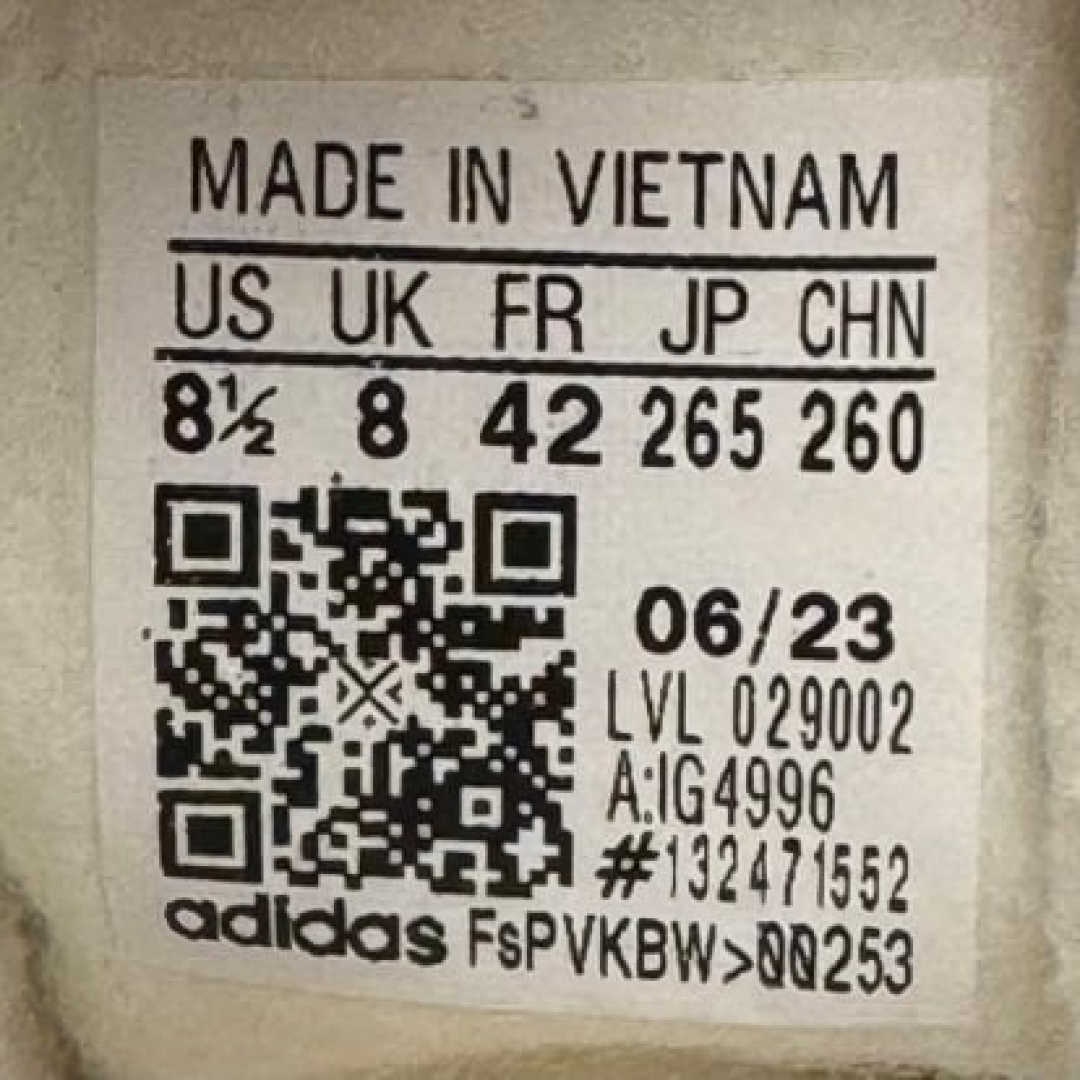 MADE IN VIETNAM
US UK FR JP CHN
8½ 8 42 265 260
06/23
LVL 029002
A:IG4996
#132471552
adidas FsPVKBW>00253